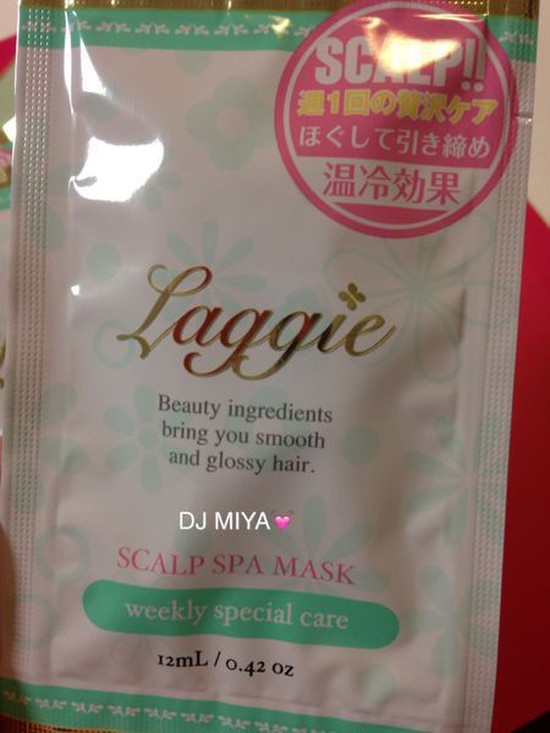 SCALP!!
週1回の贅沢ケア
ほぐして引き締め
温冷効果
Laggie
Beauty ingredients
bring you smooth
and glossy hair.
DJ MIYA💕
SCALP SPA MASK
weekly special care
12mL / 0.42 oz